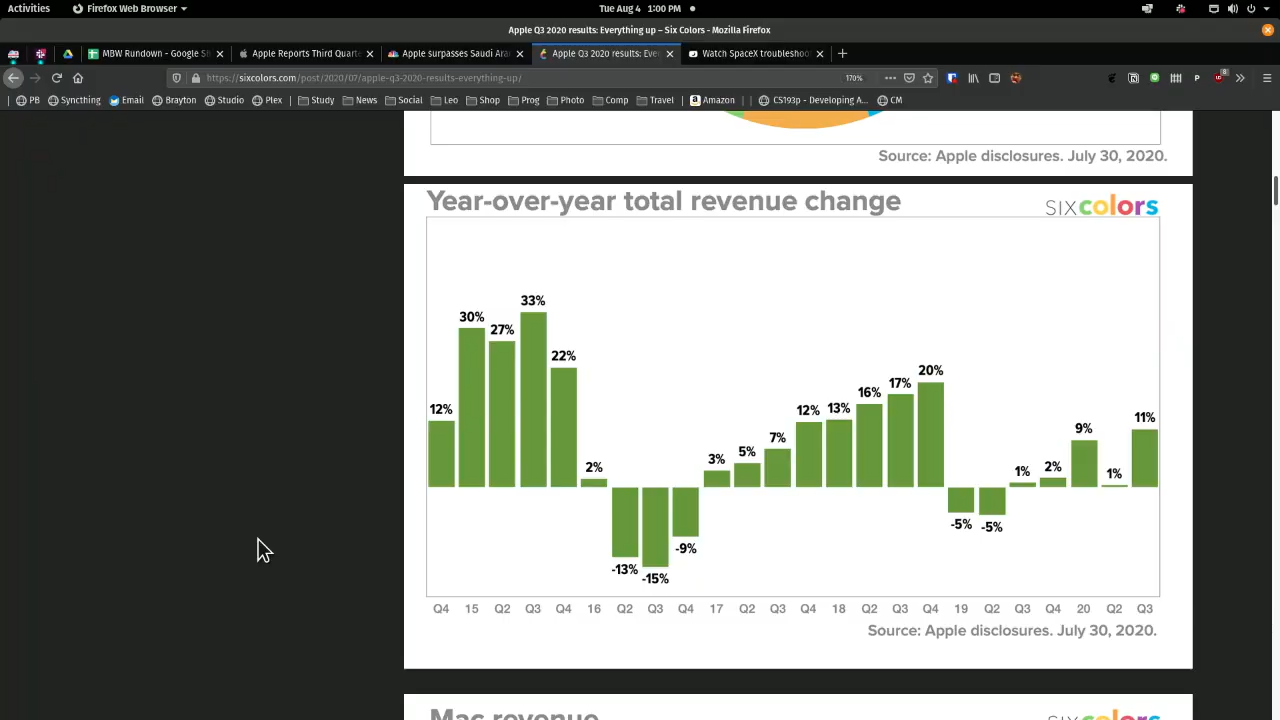 Activities Firefox Web Browser Tue Aug 4 1:00 PM
Apple Q3 2020 results: Everything up – Six Colors - Mozilla Firefox
MBW Rundown - Google Sh Apple Reports Third Quarte Apple surpasses Saudi Aran Apple Q3 2020 results: Ever Watch SpaceX troubleshoo
https://sixcolors.com/post/2020/07/apple-q3-2020-results-everything-up/ 170% 8
PB Syncthing Email Brayton Studio Plex Study News Social Leo Shop Prog Photo Comp Travel Amazon CS193p - Developing A... CM
Source: Apple disclosures. July 30, 2020.
Year-over-year total revenue change
SIXcolors
12% 30% 27% 33% 22% 2% -13% -15% -9% 3% 5% 7% 12% 13% 16% 17% 20% -5% -5% 1% 2% 9% 1% 11%
Q4 15 Q2 Q3 Q4 16 Q2 Q3 Q4 17 Q2 Q3 Q4 18 Q2 Q3 Q4 19 Q2 Q3 Q4 20 Q2 Q3
Source: Apple disclosures. July 30, 2020.
Mac revenue
SIXcolors